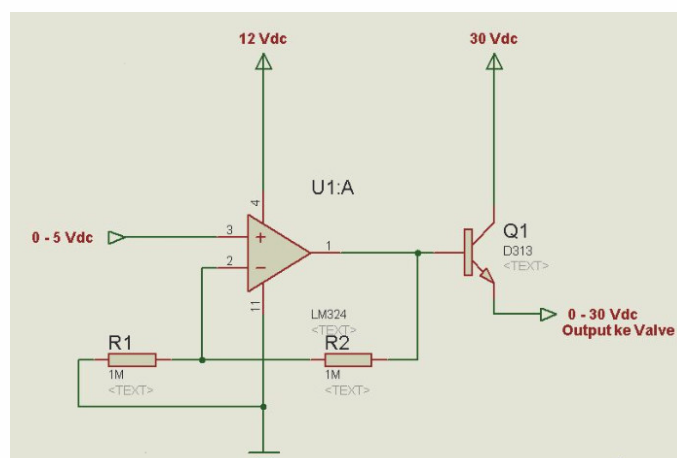 12 Vdc
30 Vdc
U1:A
4
3
2
1
11
0 - 5 Vdc
Q1
D313
<TEXT>
LM324
<TEXT>
0 - 30 Vdc
Output ke Valve
R1
1M
<TEXT>
R2
1M
<TEXT>